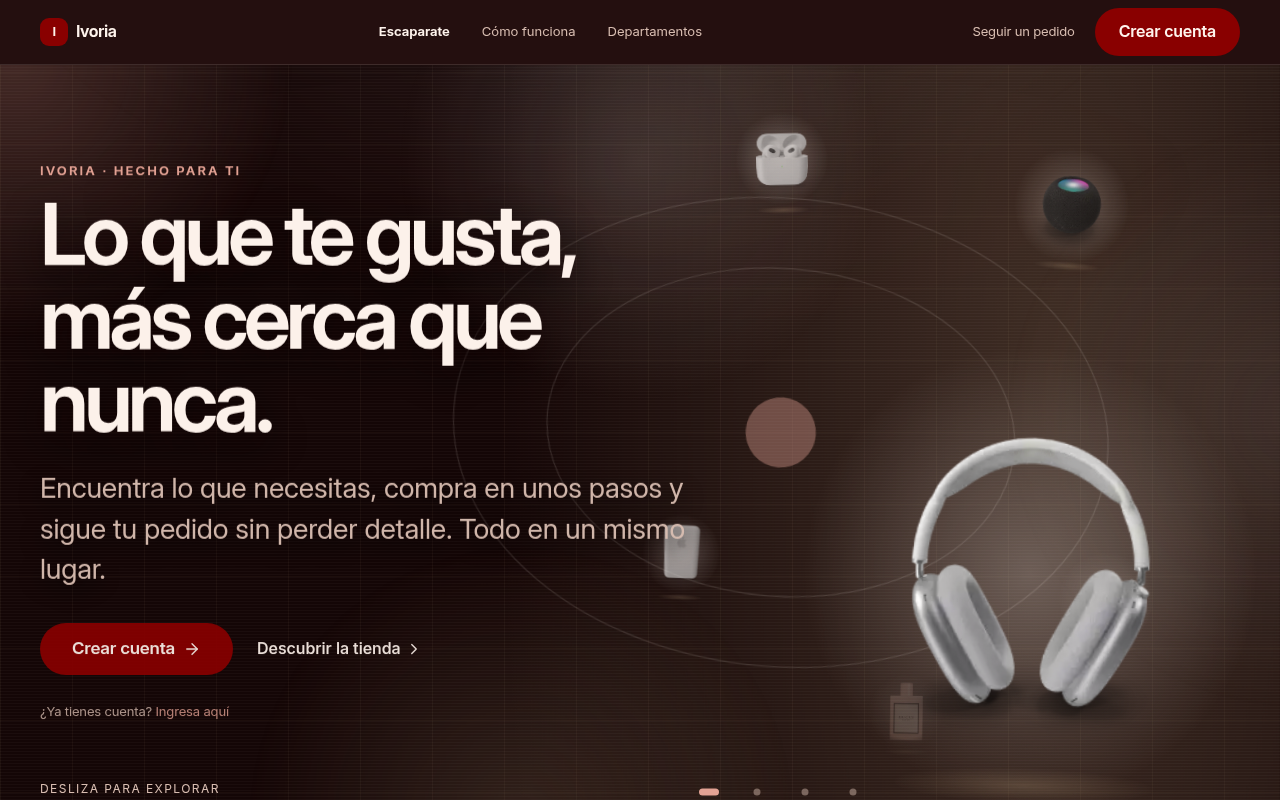 I Ivoria
Escaparate
Cómo funciona
Departamentos
Seguir un pedido
Crear cuenta
IVORIA · HECHO PARA TI
Lo que te gusta,
más cerca que
nunca.
Encuentra lo que necesitas, compra en unos pasos y
sigue tu pedido sin perder detalle. Todo en un mismo
lugar.
Crear cuenta
Descubrir la tienda
¿Ya tienes cuenta? Ingresa aquí
DESLIZA PARA EXPLORAR